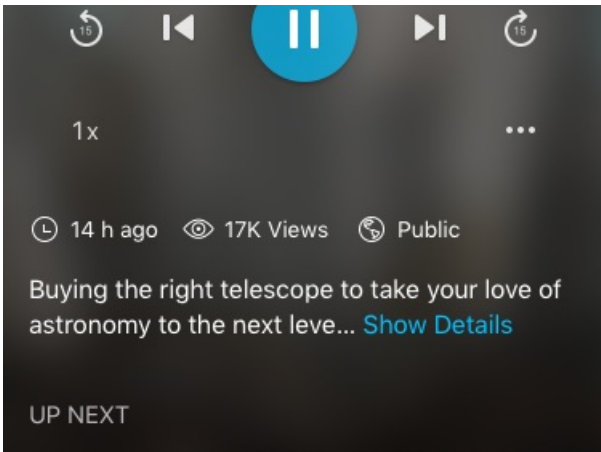 15 15
1x
14 h ago 17K Views Public
Buying the right telescope to take your love of
astronomy to the next leve... Show Details
UP NEXT